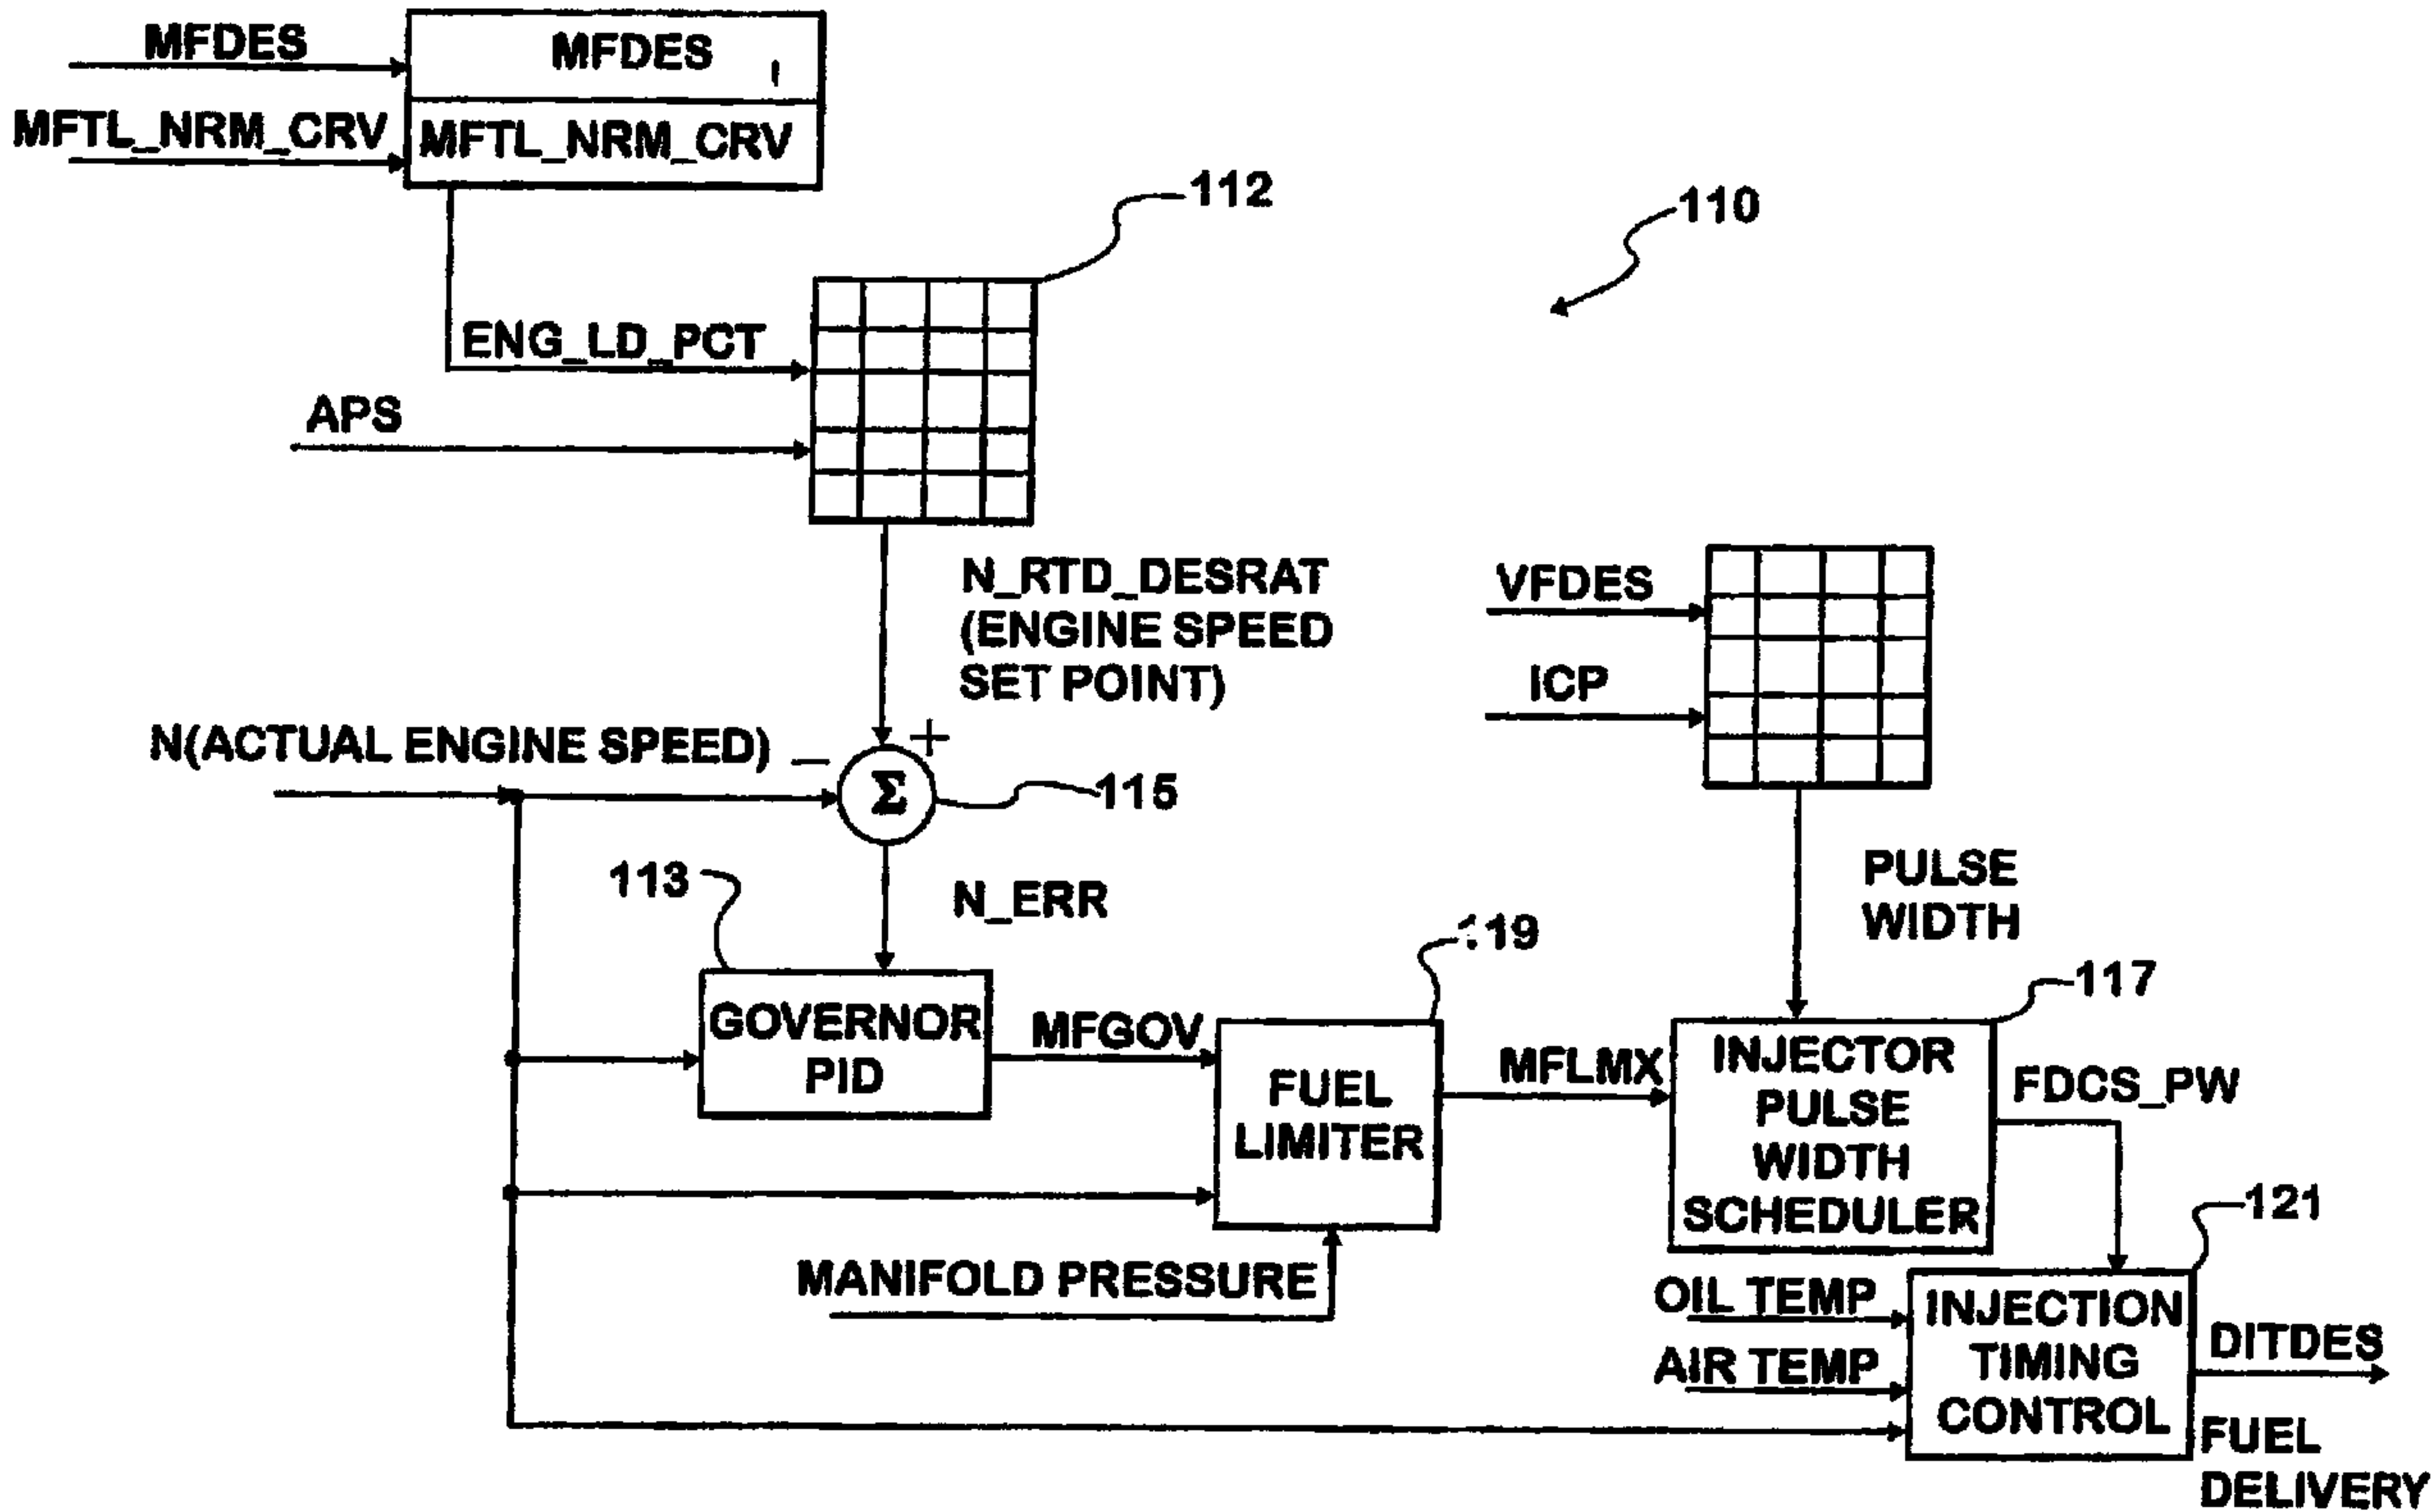 MFDES
MFDES
MFTL_NRM_CRV
MFTL_NRM_CRV
112
110
ENG_LD_PCT
APS
N_RTD_DESRAT
(ENGINE SPEED
SET POINT)
VFDES
ICP
N(ACTUAL ENGINE SPEED)
−
+
Σ
115
113
N_ERR
PULSE
WIDTH
119
117
GOVERNOR
PID
MFGOV
FUEL
LIMITER
MFLMX
INJECTOR
PULSE
WIDTH
SCHEDULER
FDCS_PW
121
MANIFOLD PRESSURE
OIL TEMP
AIR TEMP
INJECTION
TIMING
CONTROL
DITDES
FUEL
DELIVERY